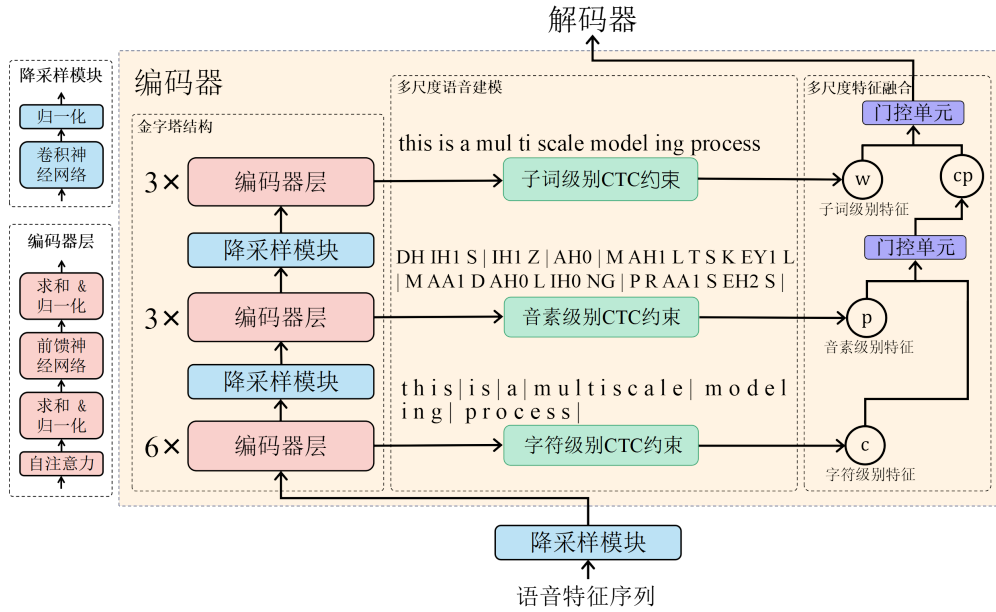 解码器
降采样模块
归一化
卷积神
经网络
编码器层
求和 &
归一化
前馈神
经网络
求和 &
归一化
自注意力
编码器
金字塔结构
3×
编码器层
降采样模块
3×
编码器层
降采样模块
6×
编码器层
多尺度语音建模
this is a mul ti scale model ing process
子词级别CTC约束
DH IH1 S | IH1 Z | AH0 | M AH1 L T S K EY1 L
| M AA1 D AH0 L IH0 NG | P R AA1 S EH2 S |
音素级别CTC约束
t h i s | i s | a | m u l t i s c a l e | m o d e l
i n g | p r o c e s s |
字符级别CTC约束
多尺度特征融合
门控单元
w
cp
子词级别特征
门控单元
p
音素级别特征
c
字符级别特征
降采样模块
语音特征序列